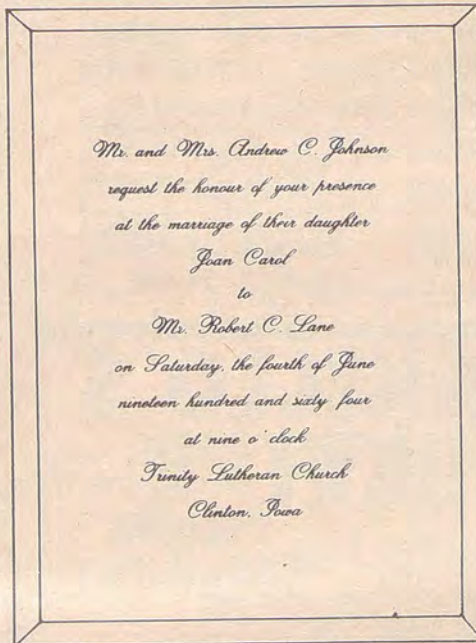 Mr. and Mrs. Andrew C. Johnson
request the honour of your presence
at the marriage of their daughter
Joan Carol
to
Mr. Robert C. Lane
on Saturday, the fourth of June
nineteen hundred and sixty four
at nine o'clock
Trinity Lutheran Church
Clinton, Iowa